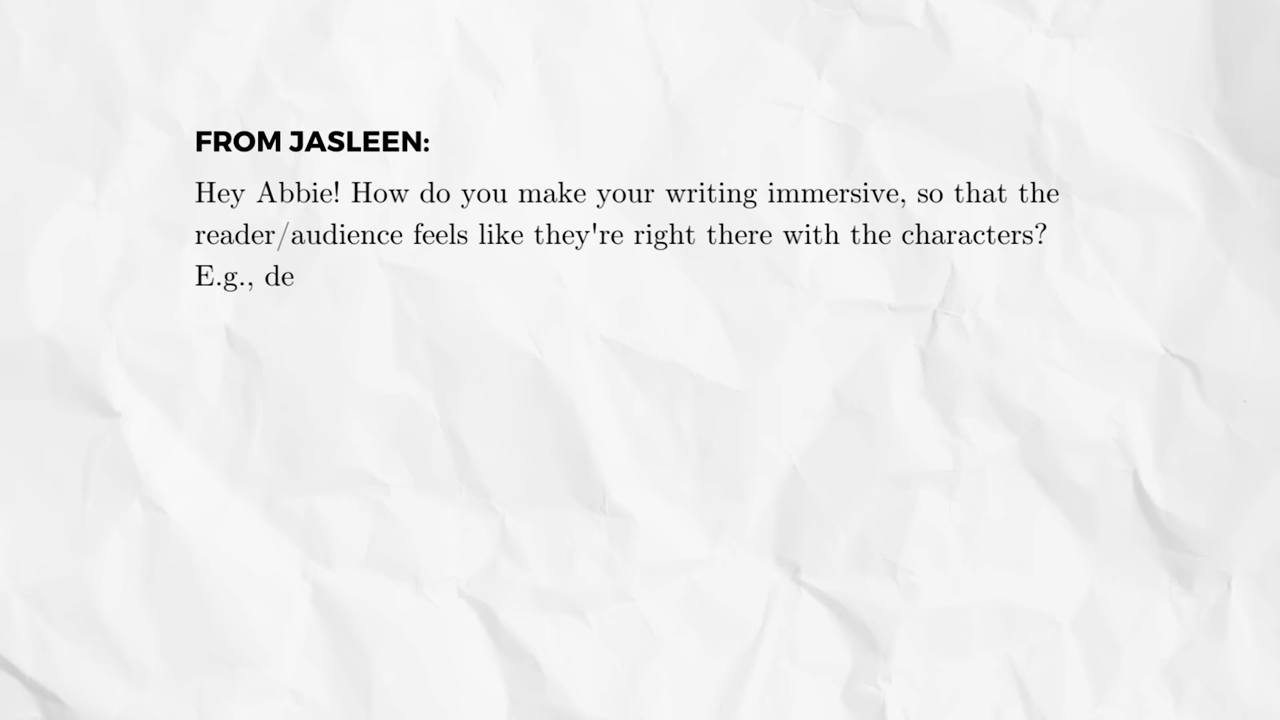 FROM JASLEEN:
Hey Abbie! How do you make your writing immersive, so that the
reader/audience feels like they're right there with the characters?
E.g., de